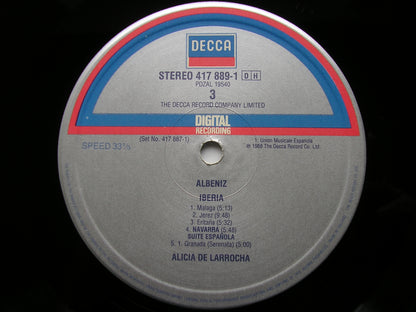 DECCA
STEREO 417 889-1 DH
PDZAL 19540
3
THE DECCA RECORD COMPANY LIMITED
DIGITAL
RECORDING
(Set No. 417 887-1)
1: Union Musicale Española
℗ 1988 The Decca Record Co. Ltd.
SPEED 33⅓
ALBENIZ
IBERIA
1. Malaga (5:13)
2. Jerez (9:48)
3. Eritaña (5:32)
4. NAVARRA (5:48)
SUITE ESPAÑOLA
5. 1. Granada (Serenata) (5:00)
ALICIA DE LARROCHA